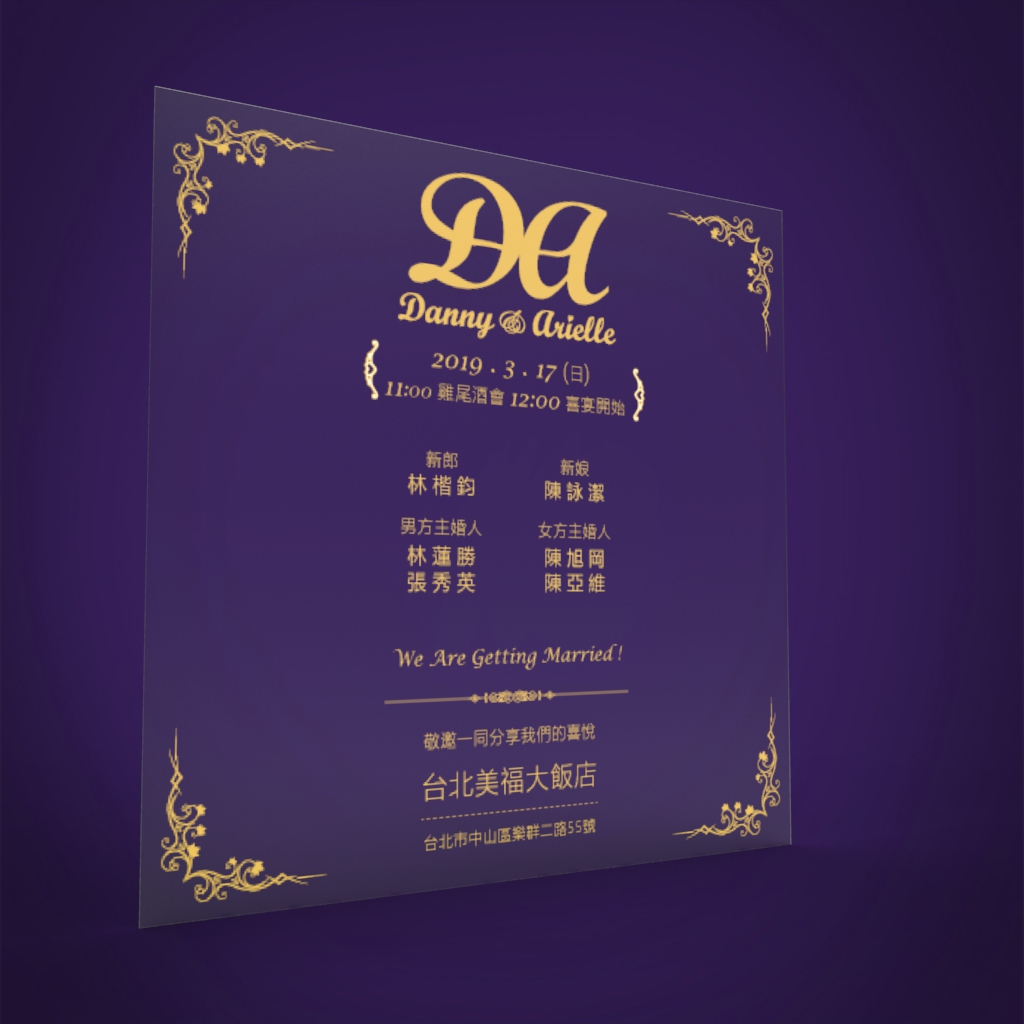 DA
Danny & Arielle
2019 . 3 . 17 (日)
11:00 雞尾酒會 12:00 喜宴開始
新郎 新娘
林楷鈞 陳詠潔
男方主婚人 女方主婚人
林蓮勝 陳旭岡
張秀英 陳亞維
We Are Getting Married!
敬邀一同分享我們的喜悅
台北美福大飯店
台北市中山區樂群二路55號